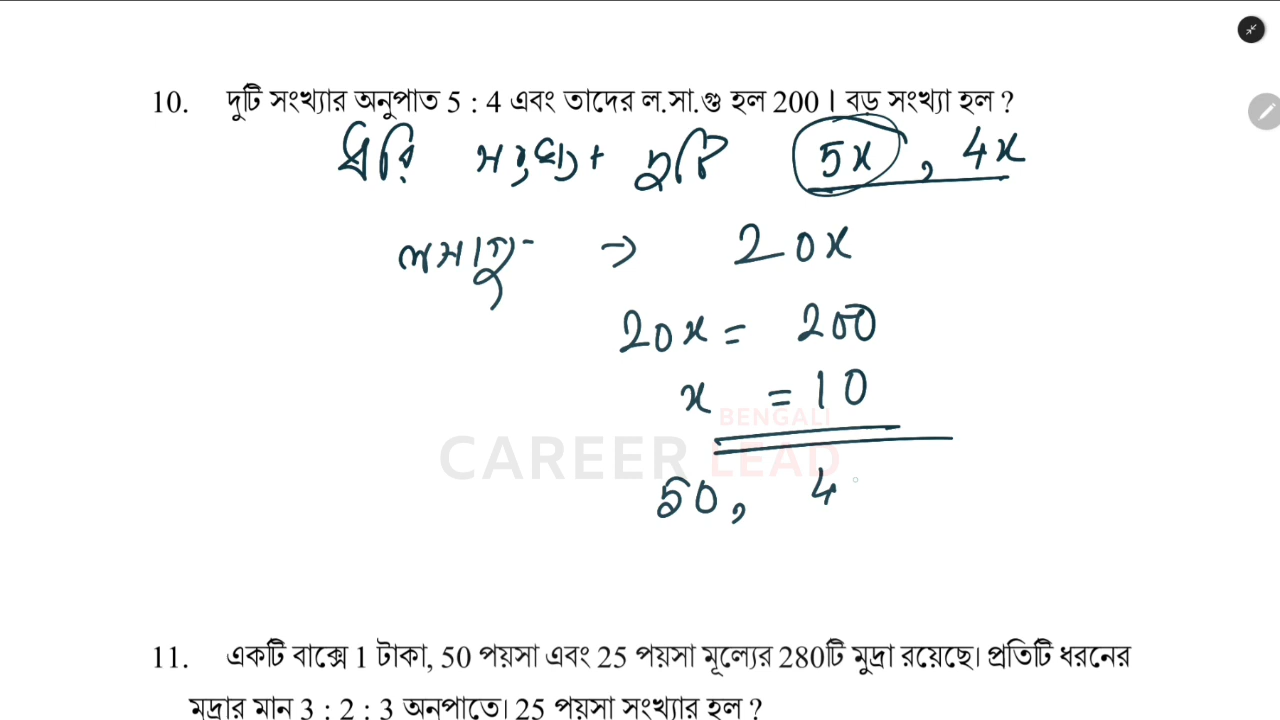 10. দুটি সংখ্যার অনুপাত 5 : 4 এবং তাদের ল.সা.গু হল 200 । বড় সংখ্যা হল ?
ধরি সংখ্যা দুটি 5x , 4x
লসাগু → 20x
20x = 200
x = 10
BENGALI
CAREER LEAD
50, 4
11. একটি বাক্সে 1 টাকা, 50 পয়সা এবং 25 পয়সা মূল্যের 280টি মুদ্রা রয়েছে। প্রতিটি ধরনের
মুদ্রার মান 3 : 2 : 3 অনুপাতে। 25 পয়সা সংখ্যার হল ?